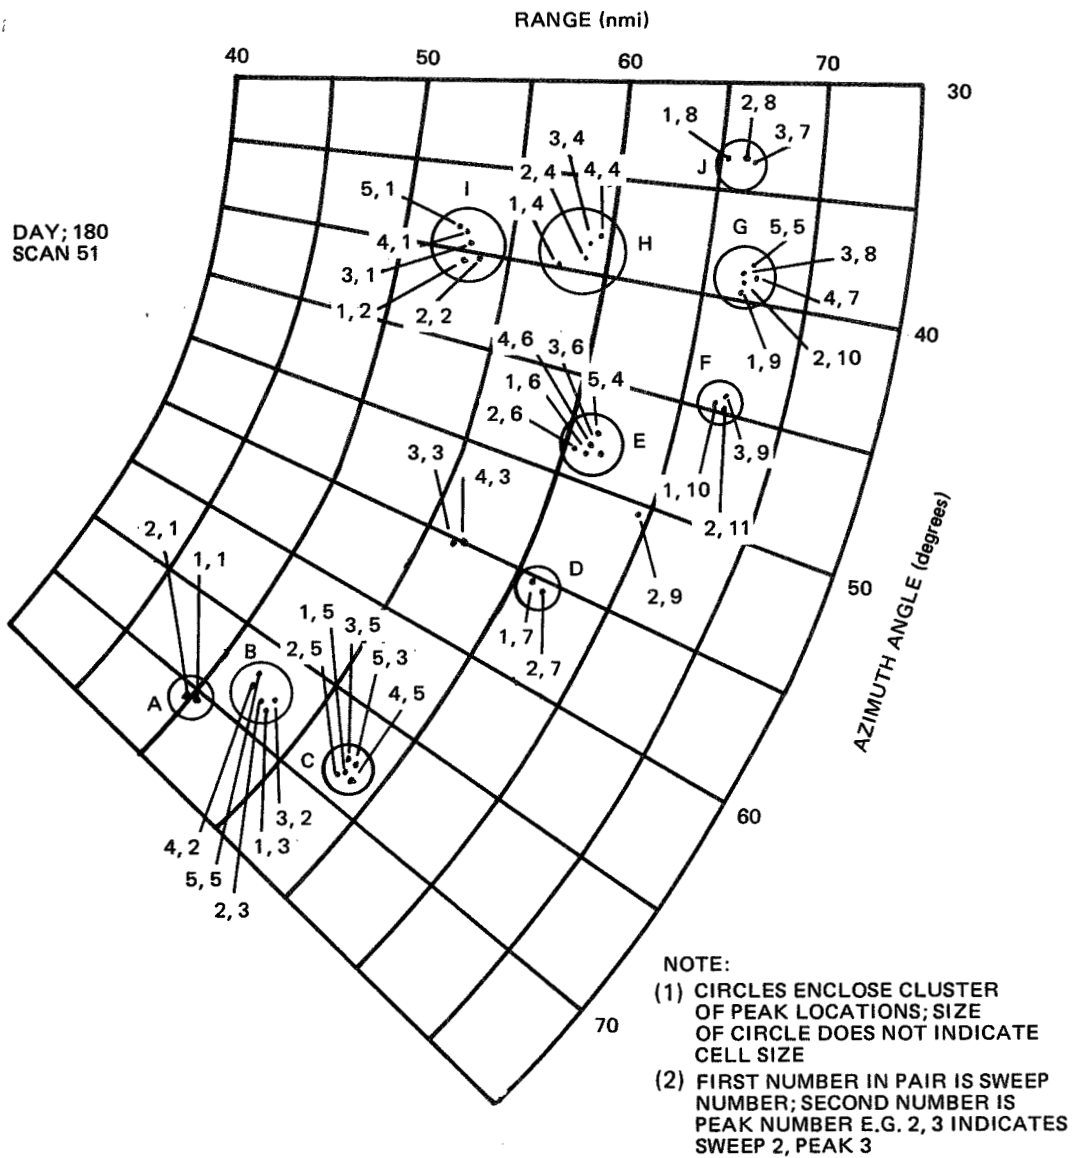 RANGE (nmi)
40
50
60
70
30
2, 8
1, 8
3, 7
J
3, 4
2, 4
4, 4
1, 4
H
5, 1
I
4, 1
3, 1
1, 2
2, 2
DAY; 180
SCAN 51
G
5, 5
3, 8
4, 7
2, 10
1, 9
40
4, 6
3, 6
1, 6
5, 4
2, 6
E
F
3, 9
1, 10
2, 11
3, 3
4, 3
2, 1
1, 1
D
2, 9
50
1, 7
2, 7
AZIMUTH ANGLE (degrees)
1, 5
3, 5
2, 5
5, 3
4, 5
B
A
C
3, 2
4, 2
1, 3
5, 5
2, 3
60
70
NOTE:
(1) CIRCLES ENCLOSE CLUSTER
OF PEAK LOCATIONS; SIZE
OF CIRCLE DOES NOT INDICATE
CELL SIZE
(2) FIRST NUMBER IN PAIR IS SWEEP
NUMBER; SECOND NUMBER IS
PEAK NUMBER E.G. 2, 3 INDICATES
SWEEP 2, PEAK 3